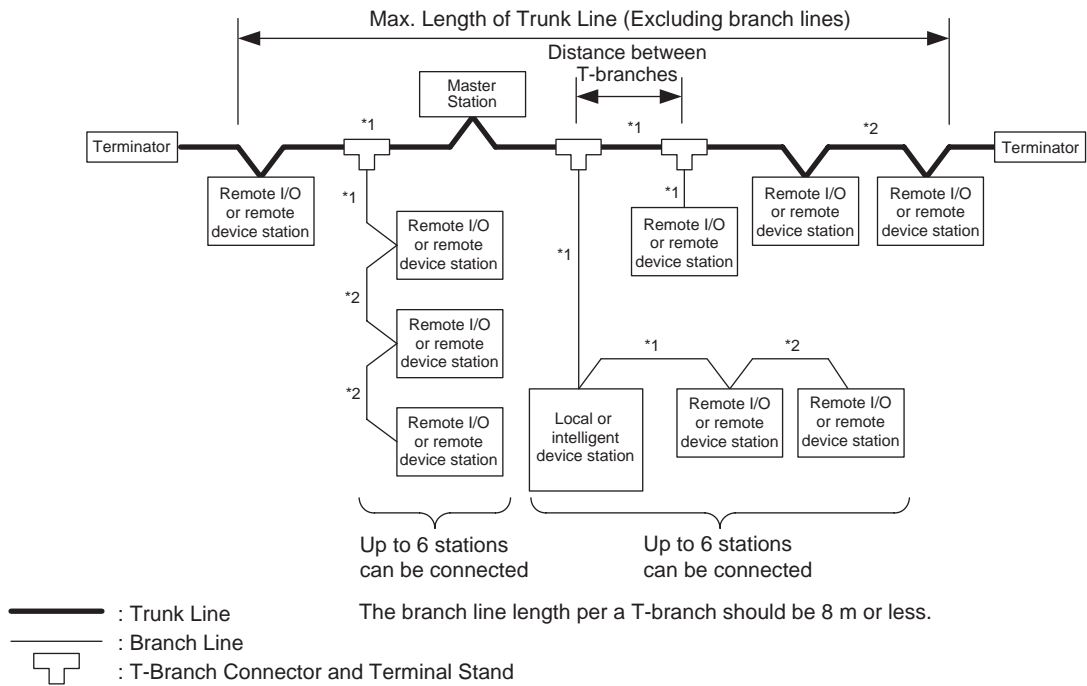 Max. Length of Trunk Line (Excluding branch lines)
Distance between
T-branches
Master
Station
*1
*1
*2
Terminator
Terminator
Remote I/O
or remote
device station
*1
*1
Remote I/O
or remote
device station
Remote I/O
or remote
device station
Remote I/O
or remote
device station
Remote I/O
or remote
device station
*1
*2
Remote I/O
or remote
device station
*2
Remote I/O
or remote
device station
*1
*2
Local or
intelligent
device station
Remote I/O
or remote
device station
Remote I/O
or remote
device station
Up to 6 stations
can be connected
Up to 6 stations
can be connected
: Trunk Line
The branch line length per a T-branch should be 8 m or less.
: Branch Line
: T-Branch Connector and Terminal Stand